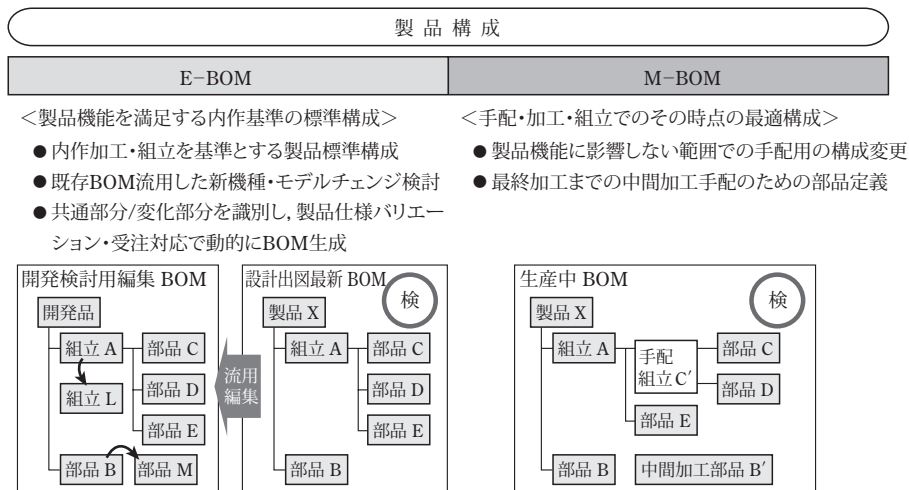 製 品 構 成
E−BOM
M−BOM
＜製品機能を満足する内作基準の標準構成＞
● 内作加工・組立を基準とする製品標準構成
● 既存BOM流用した新機種・モデルチェンジ検討
● 共通部分/変化部分を識別し，製品仕様バリエー
ション・受注対応で動的にBOM生成
＜手配・加工・組立でのその時点の最適構成＞
● 製品機能に影響しない範囲での手配用の構成変更
● 最終加工までの中間加工手配のための部品定義
開発検討用編集 BOM
開発品
組立 A
部品 C
組立 L
部品 D
部品 E
部品 B
部品 M
流用
編集
設計出図最新 BOM
検
製品 X
組立 A
部品 C
部品 D
部品 E
部品 B
生産中 BOM
検
製品 X
組立 A
手配
組立 C′
部品 C
部品 D
部品 E
部品 B
中間加工部品 B′